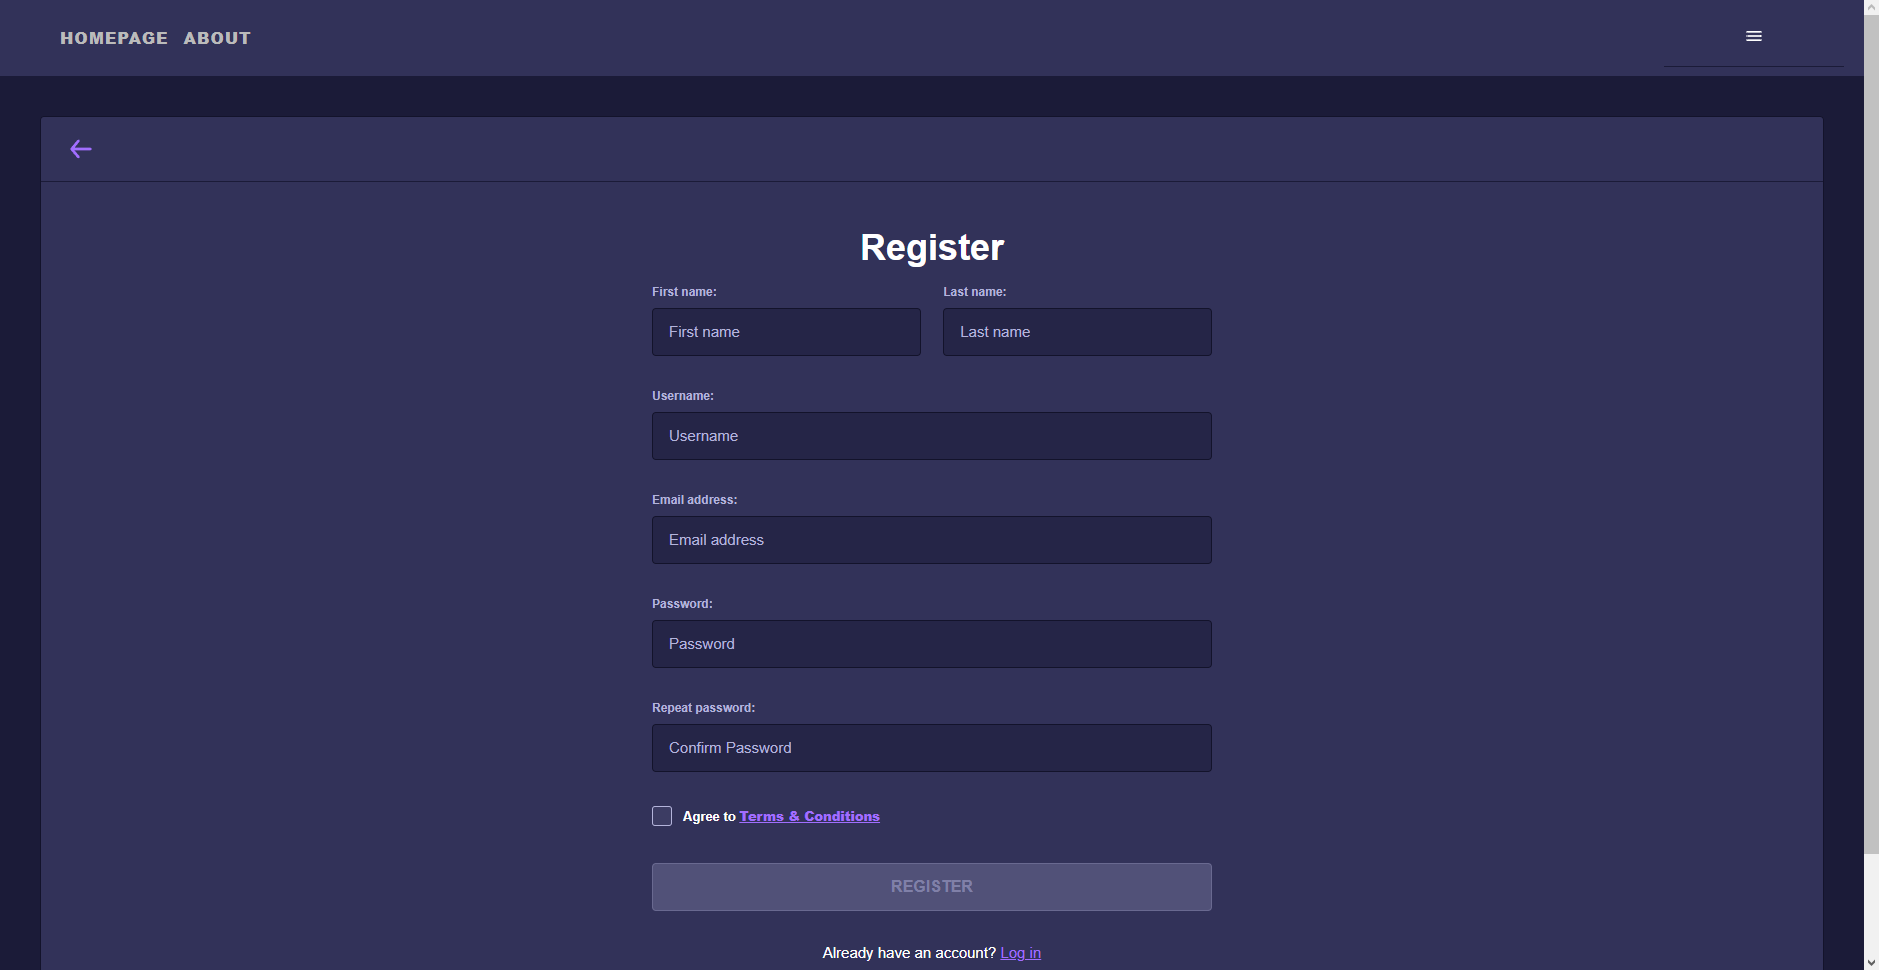 HOMEPAGE ABOUT
Register
First name: Last name:
First name Last name
Username:
Username
Email address:
Email address
Password:
Password
Repeat password:
Confirm Password
Agree to Terms & Conditions
REGISTER
Already have an account? Log in